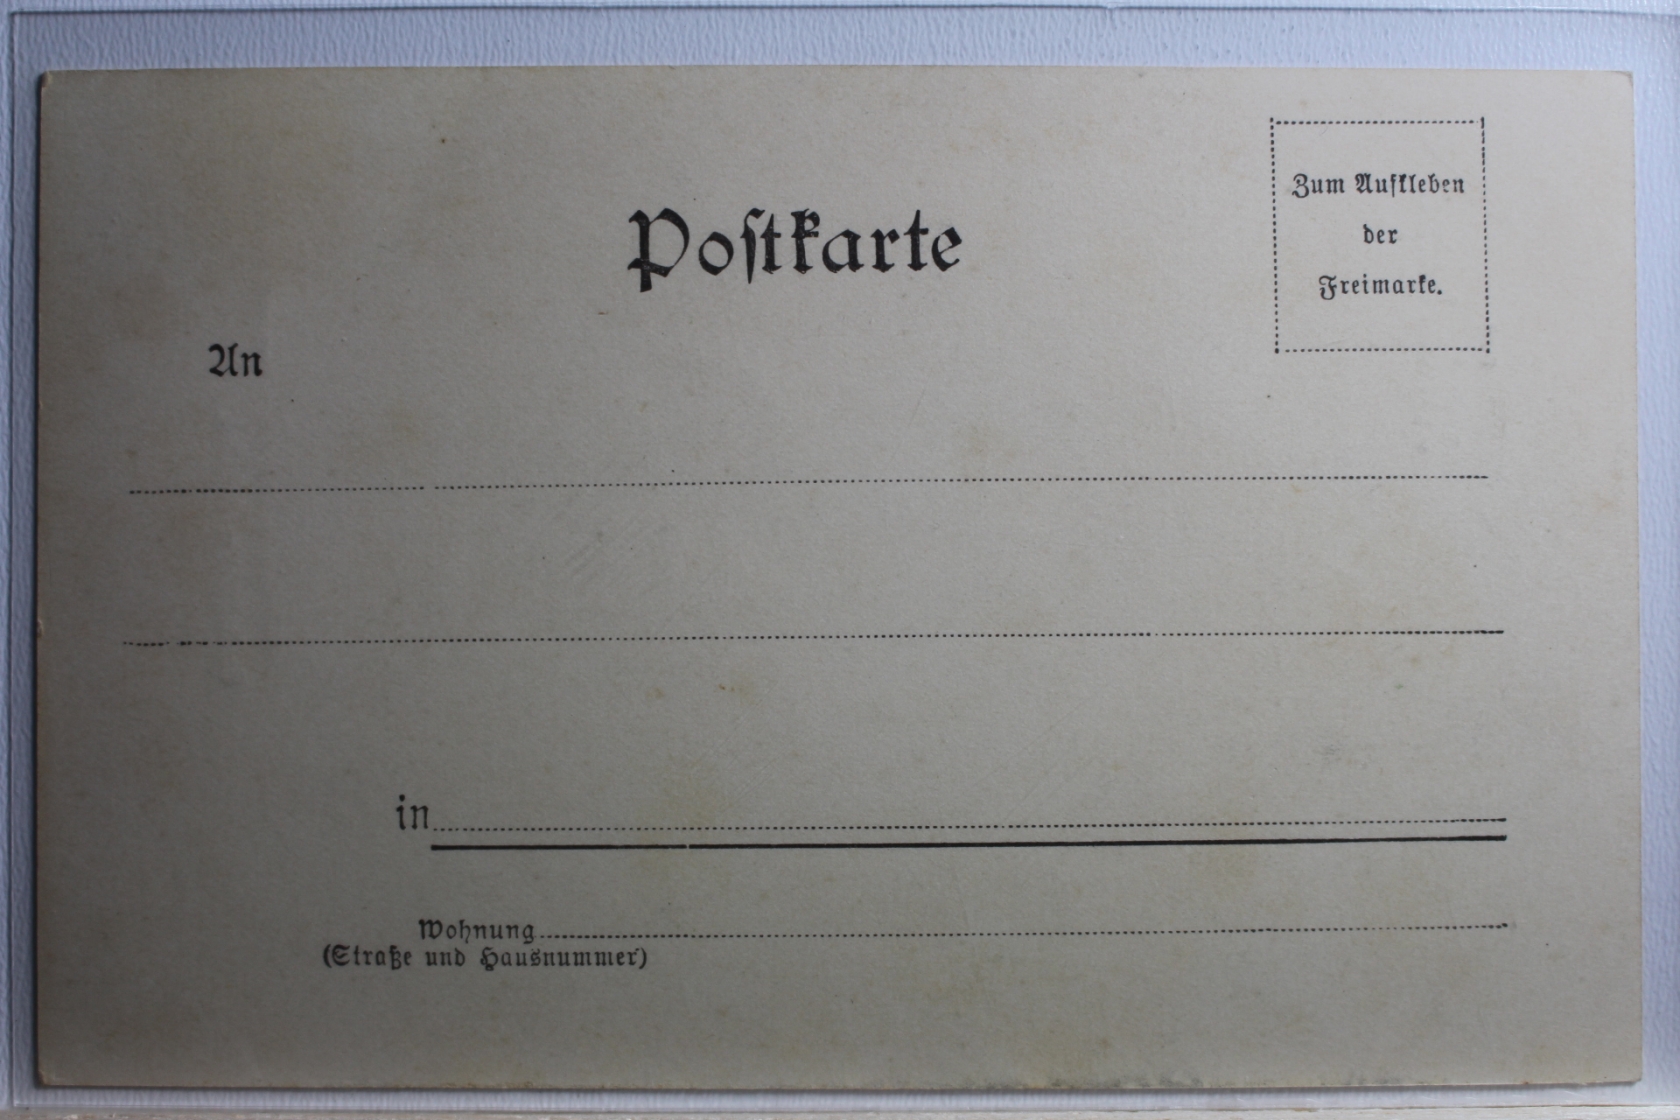 Postkarte
Zum Aufkleben
der
Freimarke.
An
in
Wohnung
(Straße und Hausnummer)